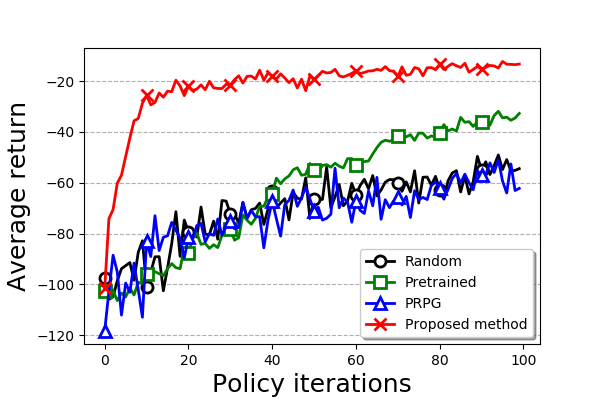 Average return
−20
−40
−60
−80
−100
−120
Random
Pretrained
PRPG
Proposed method
0
20
40
60
80
100
Policy iterations